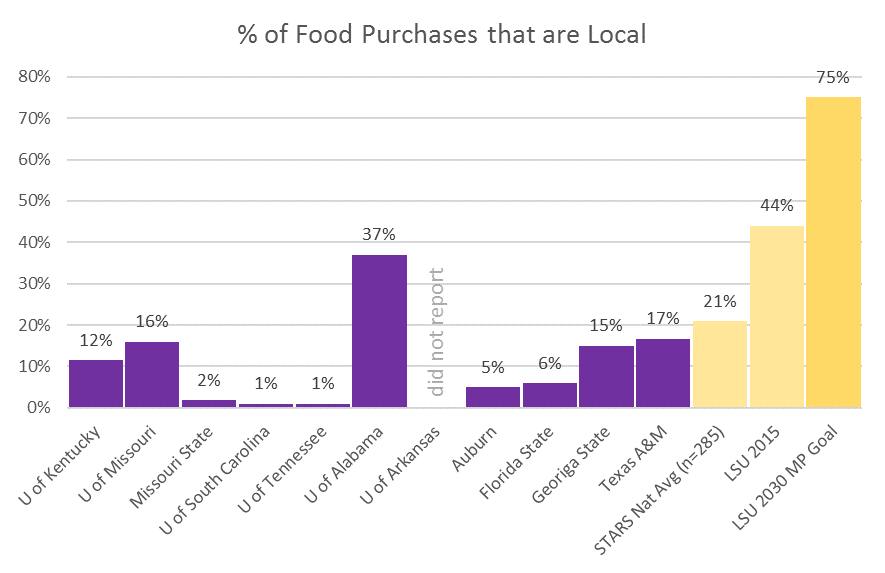 % of Food Purchases that are Local
80%
70%
60%
50%
40%
30%
20%
10%
0%
12%
16%
2%
1%
1%
37%
did not report
5%
6%
15%
17%
21%
44%
75%
U of Kentucky
U of Missouri
Missouri State
U of South Carolina
U of Tennessee
U of Alabama
U of Arkansas
Auburn
Florida State
Georiga State
Texas A&M
STARS Nat Avg (n=285)
LSU 2015
LSU 2030 MP Goal